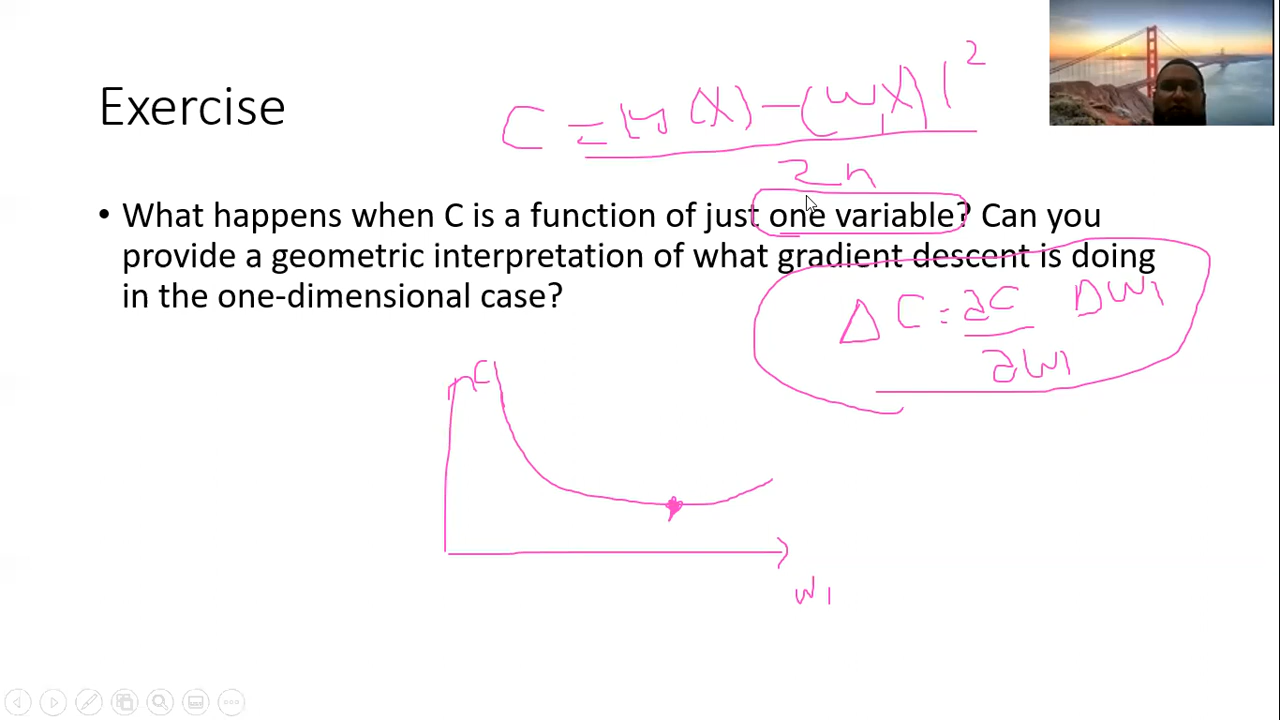 Exercise
C = |y(x) - (w₁x)|²
2n
• What happens when C is a function of just one variable? Can you
provide a geometric interpretation of what gradient descent is doing
in the one-dimensional case?
Δ C = ∂C Δw₁
∂w₁
C
w₁